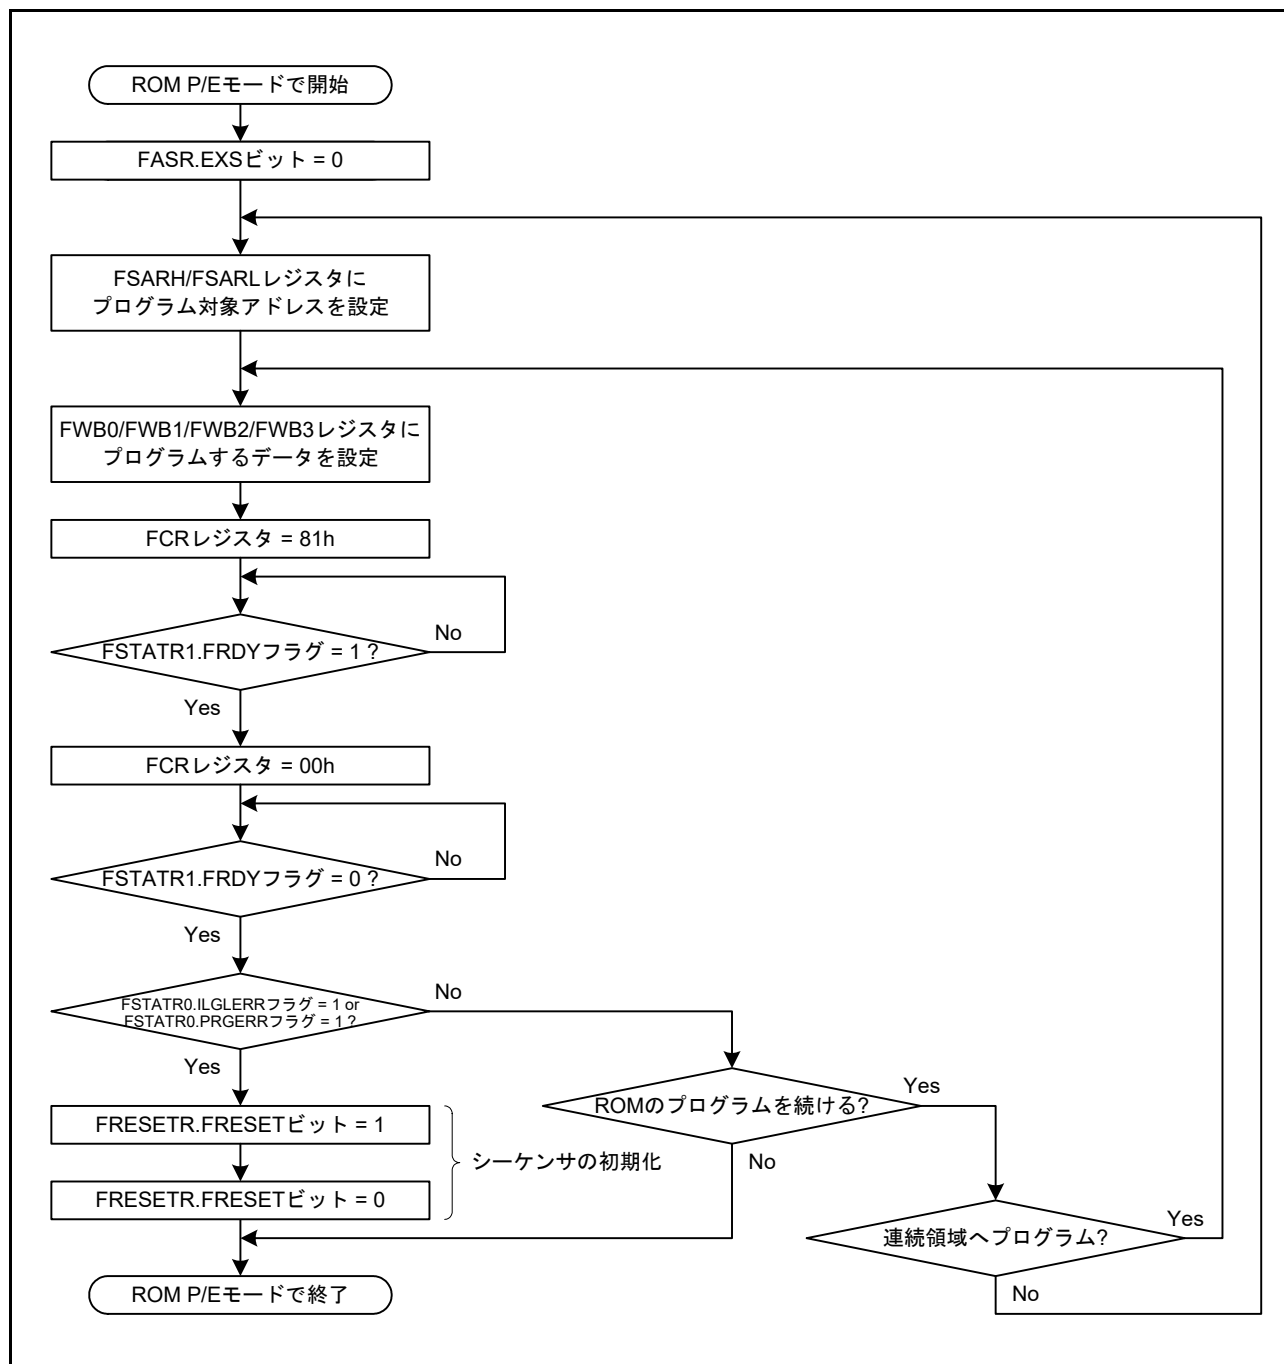 ROM P/Eモードで開始
FASR.EXSビット = 0
FSARH/FSARLレジスタに
プログラム対象アドレスを設定
FWB0/FWB1/FWB2/FWB3レジスタに
プログラムするデータを設定
FCRレジスタ = 81h
FSTATR1.FRDYフラグ = 1 ?
No
Yes
FCRレジスタ = 00h
FSTATR1.FRDYフラグ = 0 ?
No
Yes
FSTATR0.ILGLERRフラグ = 1 or
FSTATR0.PRGERRフラグ = 1 ?
No
Yes
ROMのプログラムを続ける?
Yes
No
FRESETR.FRESETビット = 1
シーケンサの初期化
FRESETR.FRESETビット = 0
連続領域へプログラム?
Yes
No
ROM P/Eモードで終了